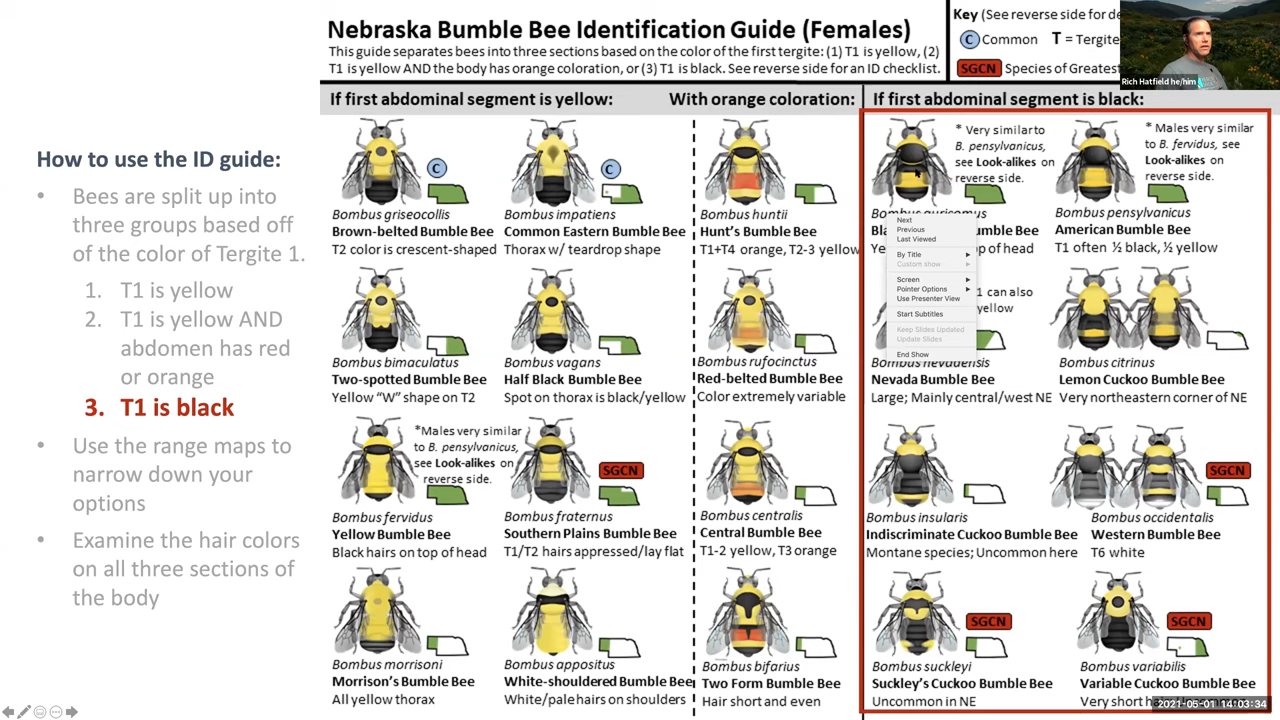 How to use the ID guide:
• Bees are split up into
three groups based off
of the color of Tergite 1.
1. T1 is yellow
2. T1 is yellow AND
abdomen has red
or orange
3. T1 is black
• Use the range maps to
narrow down your
options
• Examine the hair colors
on all three sections of
the body
Nebraska Bumble Bee Identification Guide (Females)
This guide separates bees into three sections based on the color of the first tergite: (1) T1 is yellow, (2)
T1 is yellow AND the body has orange coloration, or (3) T1 is black. See reverse side for an ID checklist.
Key (See reverse side for de
C Common T = Tergite
SGCN Species of Greatest
Rich Hatfield he/him
If first abdominal segment is yellow:
With orange coloration:
If first abdominal segment is black:
C
Bombus griseocollis
Brown-belted Bumble Bee
T2 color is crescent-shaped
C
Bombus impatiens
Common Eastern Bumble Bee
Thorax w/ teardrop shape
Bombus huntii
Hunt's Bumble Bee
T1+T4 orange, T2-3 yellow
* Very similar to
B. pensylvanicus,
see Look-alikes on
reverse side.
Bombus auricomus
Bla
Bumble Bee
Ye
op of head
* Males very similar
to B. fervidus, see
Look-alikes on
reverse side.
Bombus pensylvanicus
American Bumble Bee
T1 often ½ black, ½ yellow
Next
Previous
Last Viewed
By Title
Custom show
Screen
Pointer Options
Use Presenter View
Start Subtitles
Keep Slides Updated
Update Slides
End Show
Bombus bimaculatus
Two-spotted Bumble Bee
Yellow "W" shape on T2
Bombus vagans
Half Black Bumble Bee
Spot on thorax is black/yellow
Bombus rufocinctus
Red-belted Bumble Bee
Color extremely variable
1 can also
yellow
Bombus nevadensis
Nevada Bumble Bee
Large; Mainly central/west NE
Bombus citrinus
Lemon Cuckoo Bumble Bee
Very northeastern corner of NE
*Males very similar
to B. pensylvanicus,
see Look-alikes on
reverse side.
Bombus fervidus
Yellow Bumble Bee
Black hairs on top of head
SGCN
Bombus fraternus
Southern Plains Bumble Bee
T1/T2 hairs appressed/lay flat
Bombus centralis
Central Bumble Bee
T1-2 yellow, T3 orange
Bombus insularis
Indiscriminate Cuckoo Bumble Bee
Montane species; Uncommon here
SGCN
Bombus occidentalis
Western Bumble Bee
T6 white
Bombus morrisoni
Morrison's Bumble Bee
All yellow thorax
Bombus appositus
White-shouldered Bumble Bee
White/pale hairs on shoulders
Bombus bifarius
Two Form Bumble Bee
Hair short and even
SGCN
Bombus suckleyi
Suckley's Cuckoo Bumble Bee
Uncommon in NE
SGCN
Bombus variabilis
Variable Cuckoo Bumble Bee
Very short
2021-05-01 14:03:34